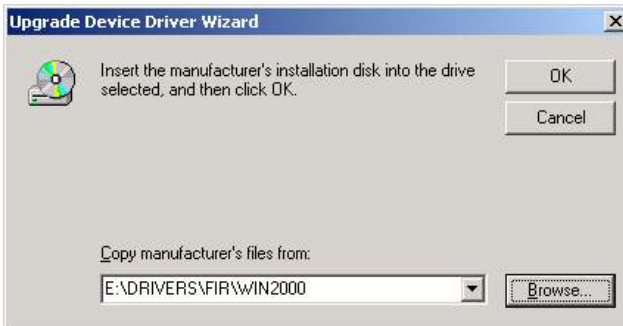 Upgrade Device Driver Wizard
Insert the manufacturer's installation disk into the drive
selected, and then click OK.
OK
Cancel
Copy manufacturer's files from:
E:\DRIVERS\FIR\WIN2000
Browse...